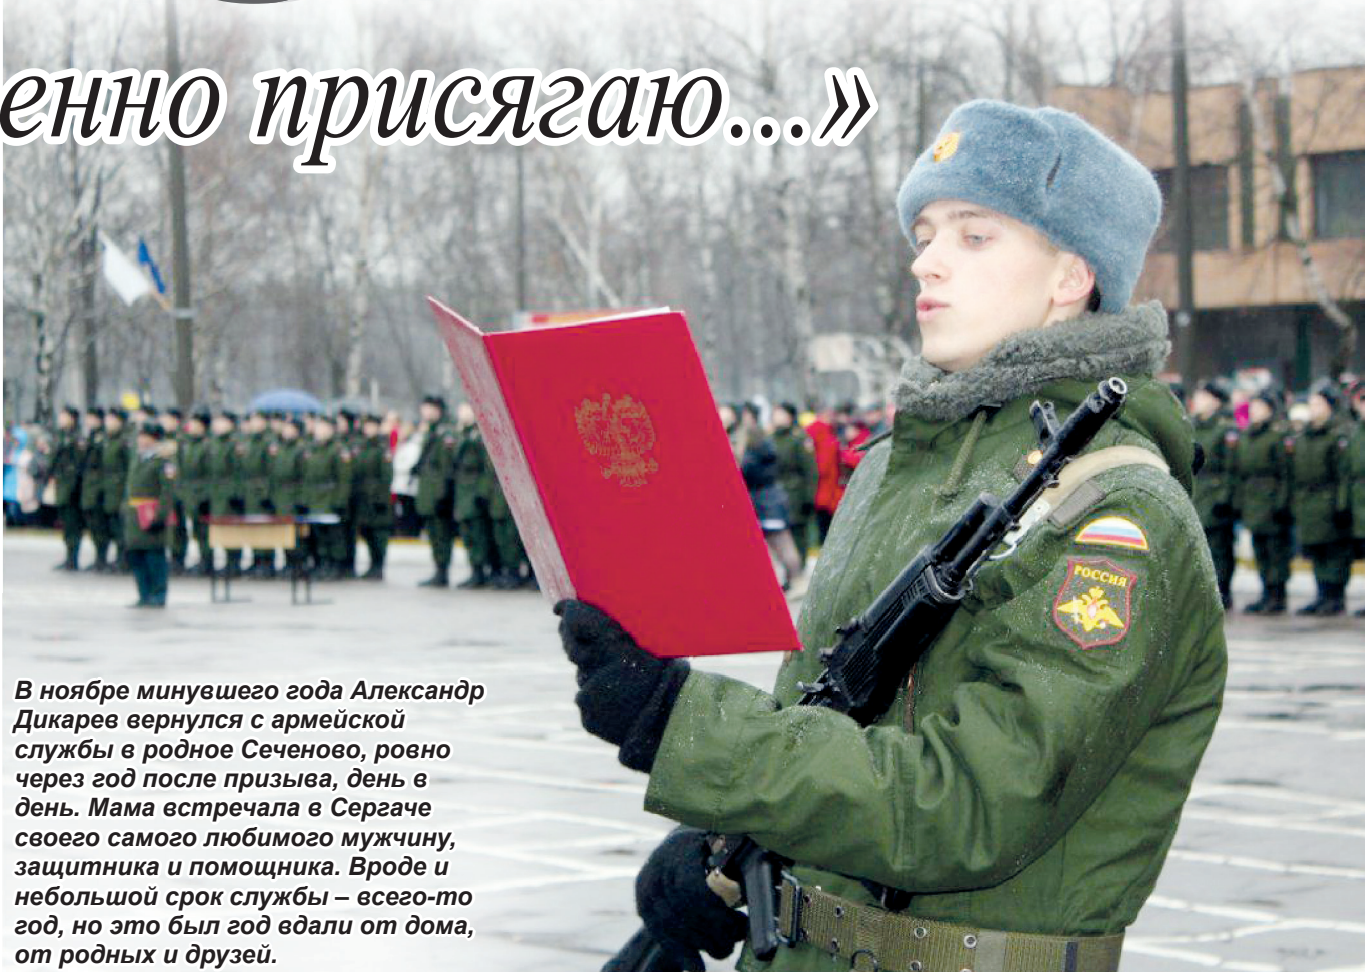 енно присягаю...»
РОССИЯ
В ноябре минувшего года Александр
Дикарев вернулся с армейской
службы в родное Сеченово, ровно
через год после призыва, день в
день. Мама встречала в Сергаче
своего самого любимого мужчину,
защитника и помощника. Вроде и
небольшой срок службы – всего-то
год, но это был год вдали от дома,
от родных и друзей.